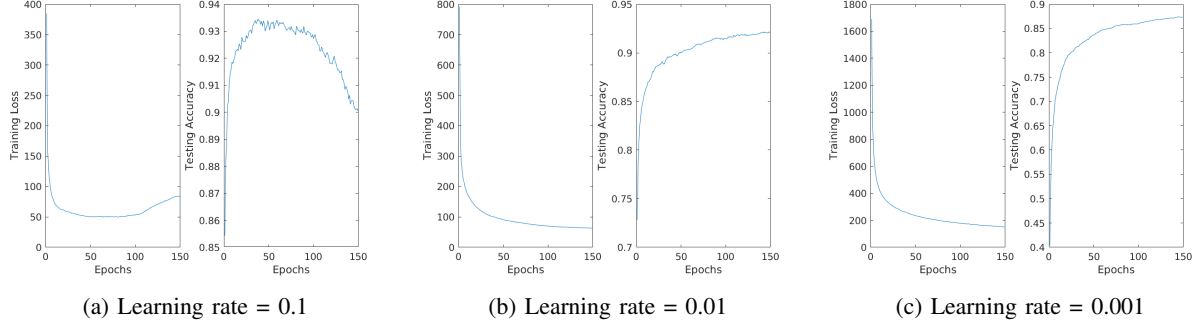 400
350
300
250
200
150
100
50
0
Training Loss
0 50 100 150
Epochs
0.94
0.93
0.92
0.91
0.9
0.89
0.88
0.87
0.86
0.85
Testing Accuracy
0 50 100 150
Epochs
(a) Learning rate = 0.1
800
700
600
500
400
300
200
100
0
Training Loss
0 50 100 150
Epochs
0.95
0.9
0.85
0.8
0.75
0.7
Testing Accuracy
0 50 100 150
Epochs
(b) Learning rate = 0.01
1800
1600
1400
1200
1000
800
600
400
200
0
Training Loss
0 50 100 150
Epochs
0.9
0.85
0.8
0.75
0.7
0.65
0.6
0.55
0.5
0.45
0.4
Testing Accuracy
0 50 100 150
Epochs
(c) Learning rate = 0.001